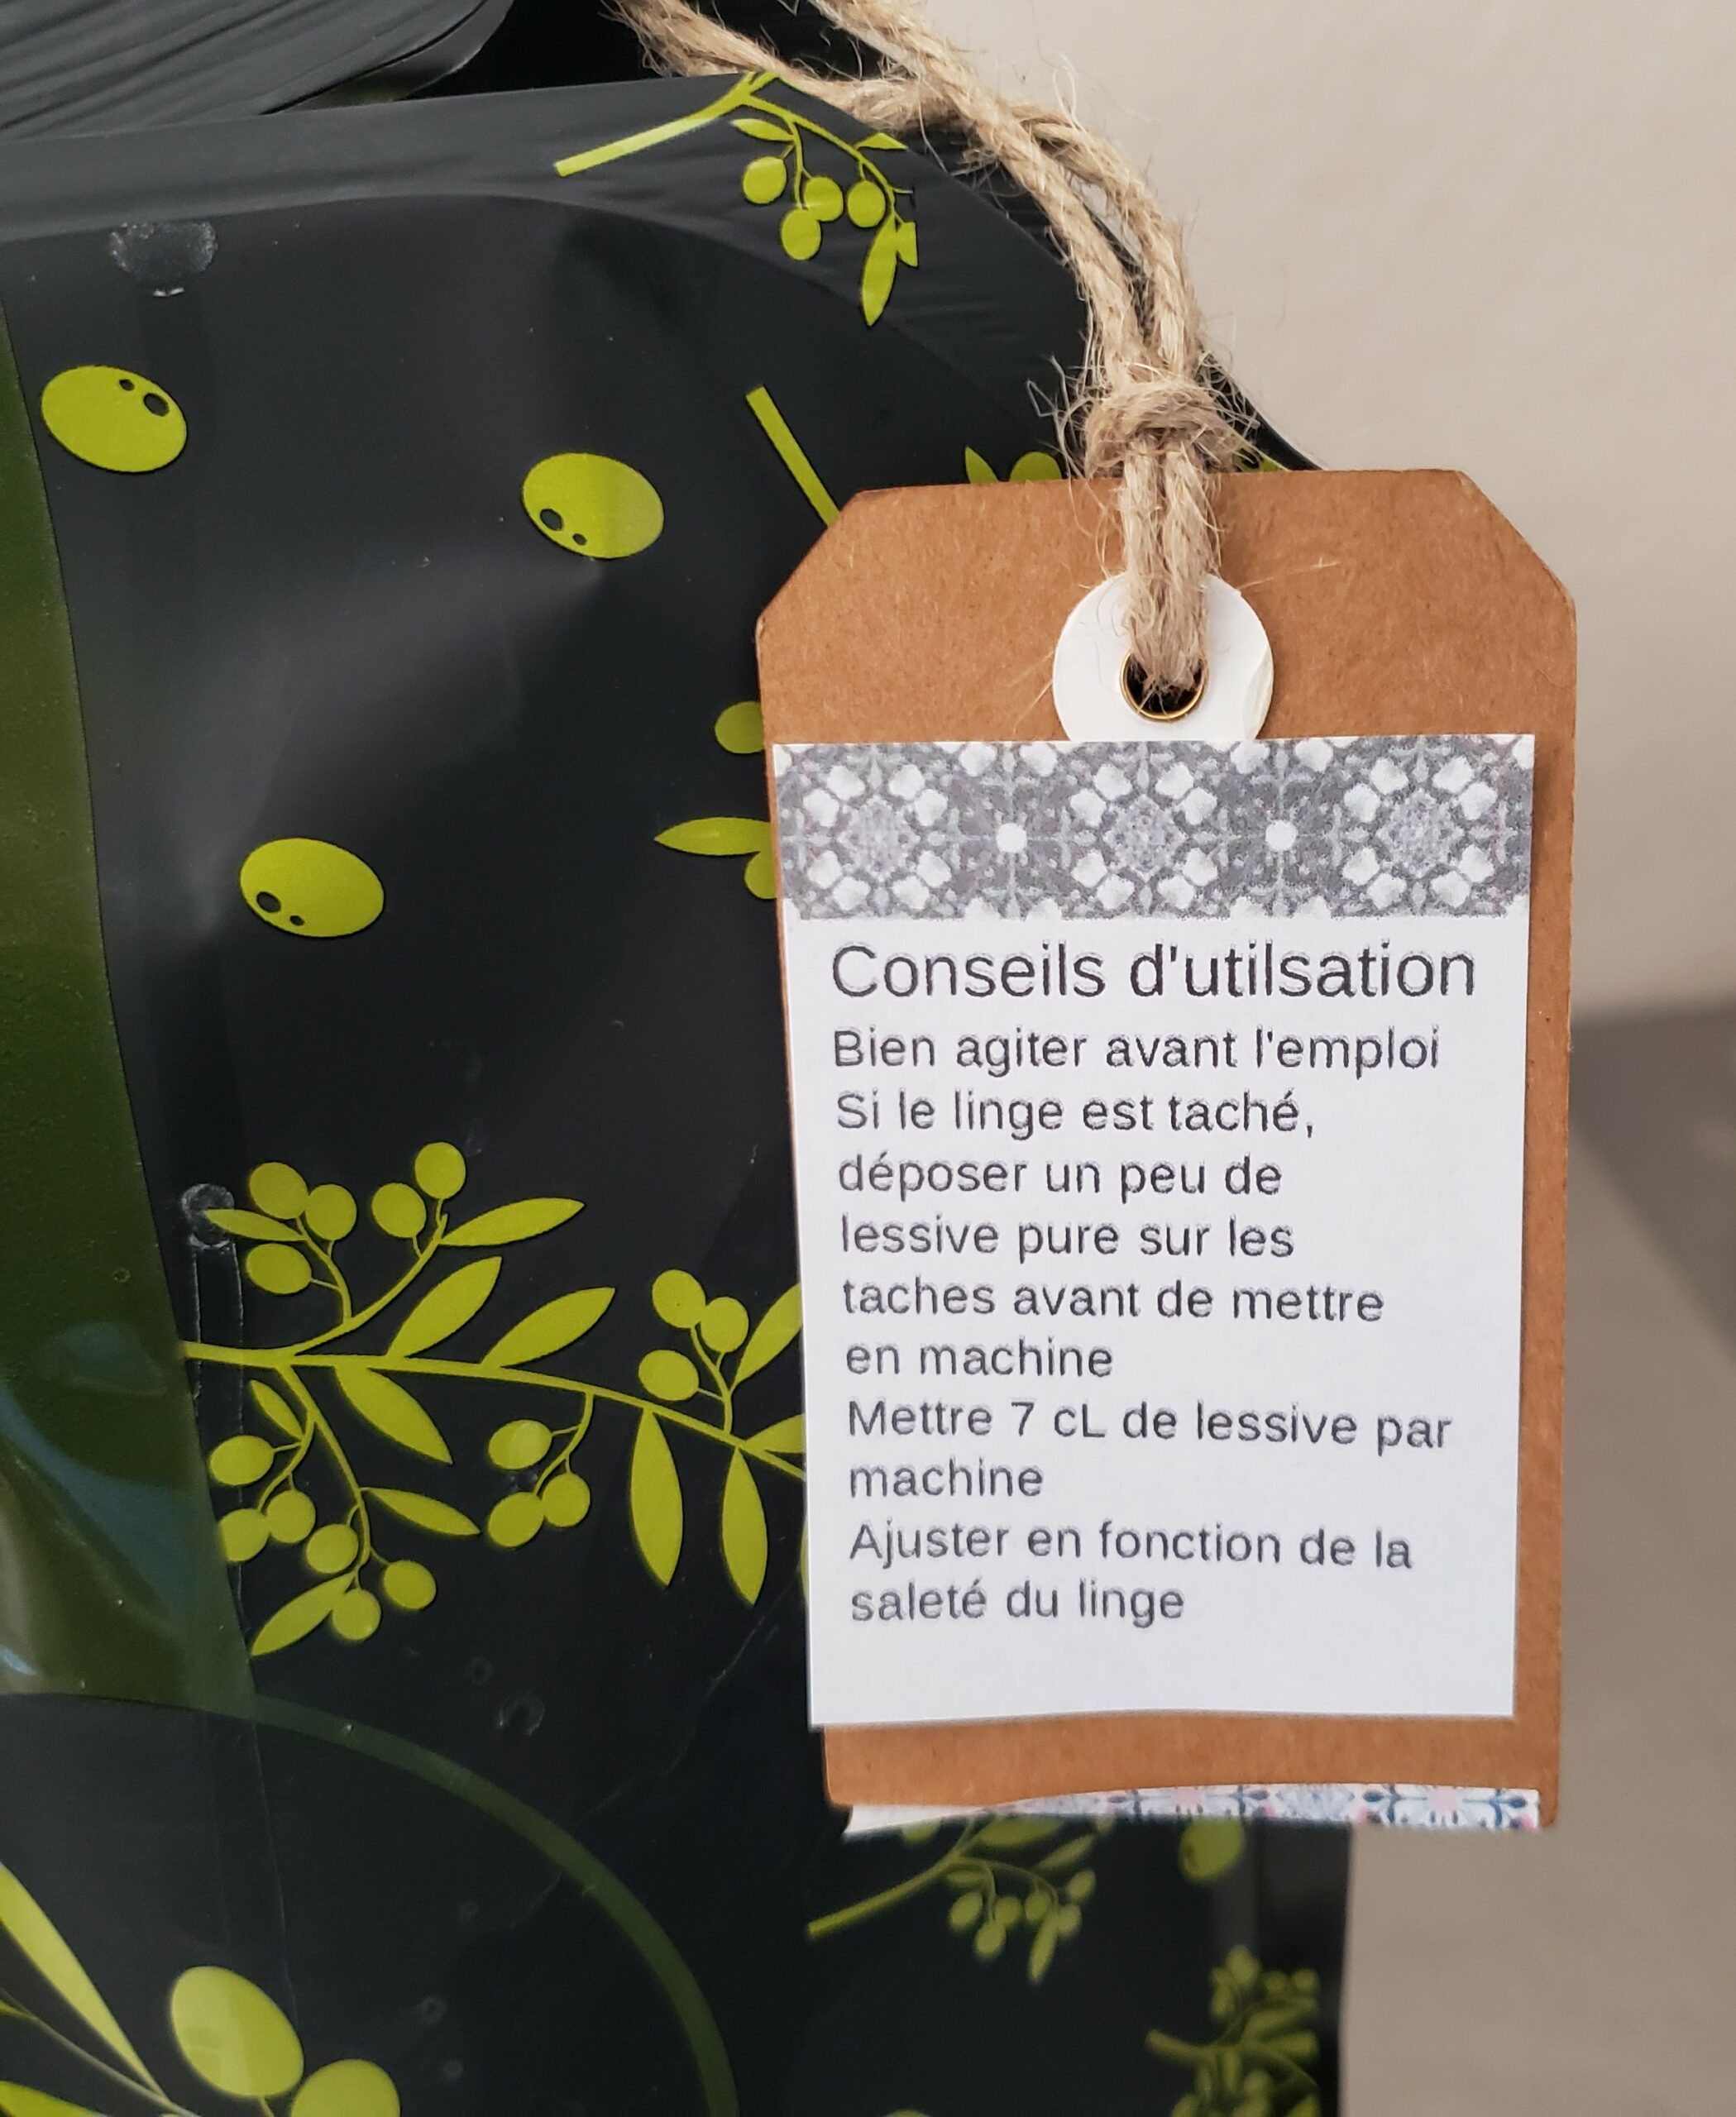 Conseils d'utilsation
Bien agiter avant l'emploi
Si le linge est taché,
déposer un peu de
lessive pure sur les
taches avant de mettre
en machine
Mettre 7 cL de lessive par
machine
Ajuster en fonction de la
saleté du linge